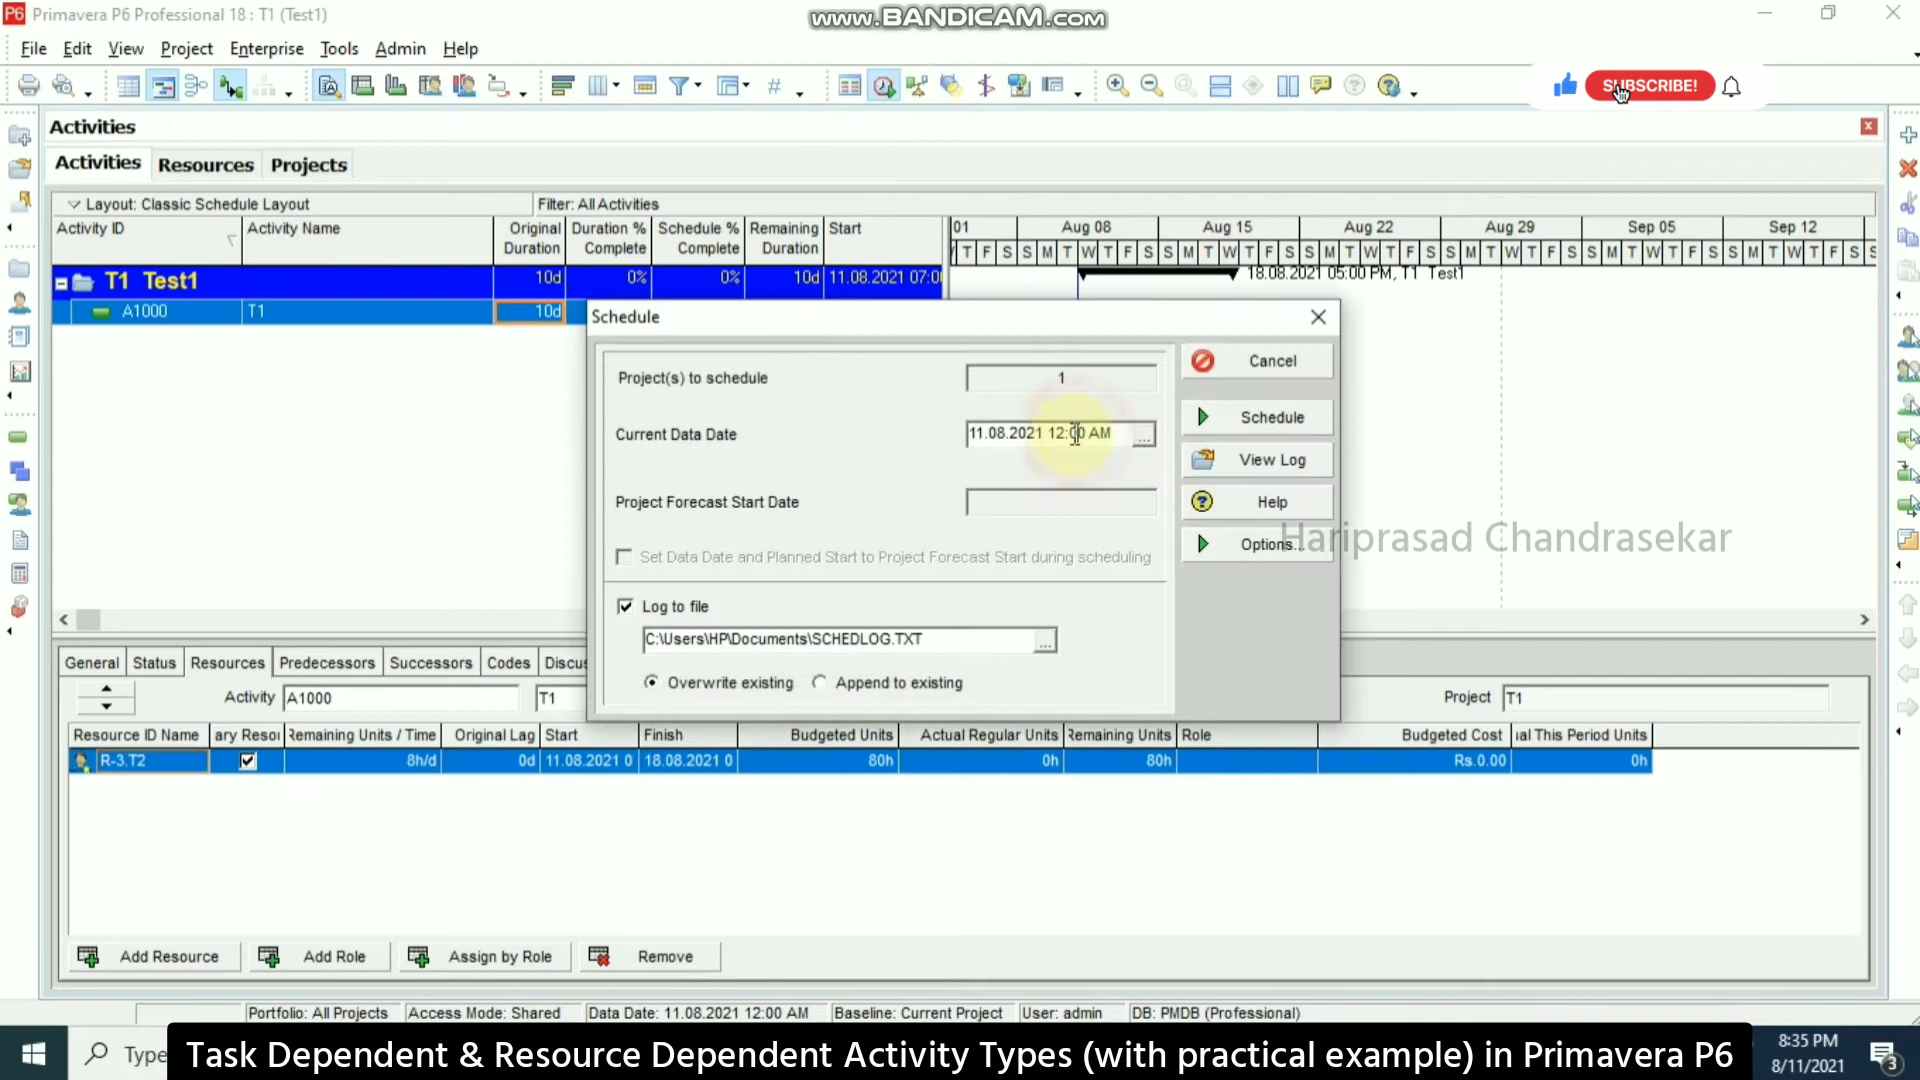 P6 Primavera P6 Professional 18 : T1 (Test1)
www.BANDICAM.com
File Edit View Project Enterprise Tools Admin Help
SUBSCRIBE!
Activities
Activities Resources Projects
Layout: Classic Schedule Layout Filter: All Activities
Activity ID Activity Name Original Duration Duration % Complete Schedule % Complete Remaining Duration Start
01 Aug 08 Aug 15 Aug 22 Aug 29 Sep 05 Sep 12
T F S S M T W T F S S M T W T F S S M T W T F S S M T W T F S S M T W T F S S M T W T F S
T1 Test1 10d 0% 0% 10d 11.08.2021 07:0
18.08.2021 05:00 PM, T1 Test1
A1000 T1 10d
Schedule
Project(s) to schedule 1
Cancel
Current Data Date 11.08.2021 12:00 AM ...
Schedule
View Log
Project Forecast Start Date
Help
Options...
Hariprasad Chandrasekar
Set Data Date and Planned Start to Project Forecast Start during scheduling
Log to file
C:\Users\HP\Documents\SCHEDLOG.TXT ...
Overwrite existing Append to existing
General Status Resources Predecessors Successors Codes Discu
Activity A1000 T1 Project T1
Resource ID Name ary Resou Remaining Units / Time Original Lag Start Finish Budgeted Units Actual Regular Units Remaining Units Role Budgeted Cost ual This Period Units
R-3.T2 8h/d 0d 11.08.2021 0 18.08.2021 0 80h 0h 80h Rs.0.00 0h
Add Resource Add Role Assign by Role Remove
Portfolio: All Projects Access Mode: Shared Data Date: 11.08.2021 12:00 AM Baseline: Current Project User: admin DB: PMDB (Professional)
Type
Task Dependent & Resource Dependent Activity Types (with practical example) in Primavera P6
8:35 PM
8/11/2021
3